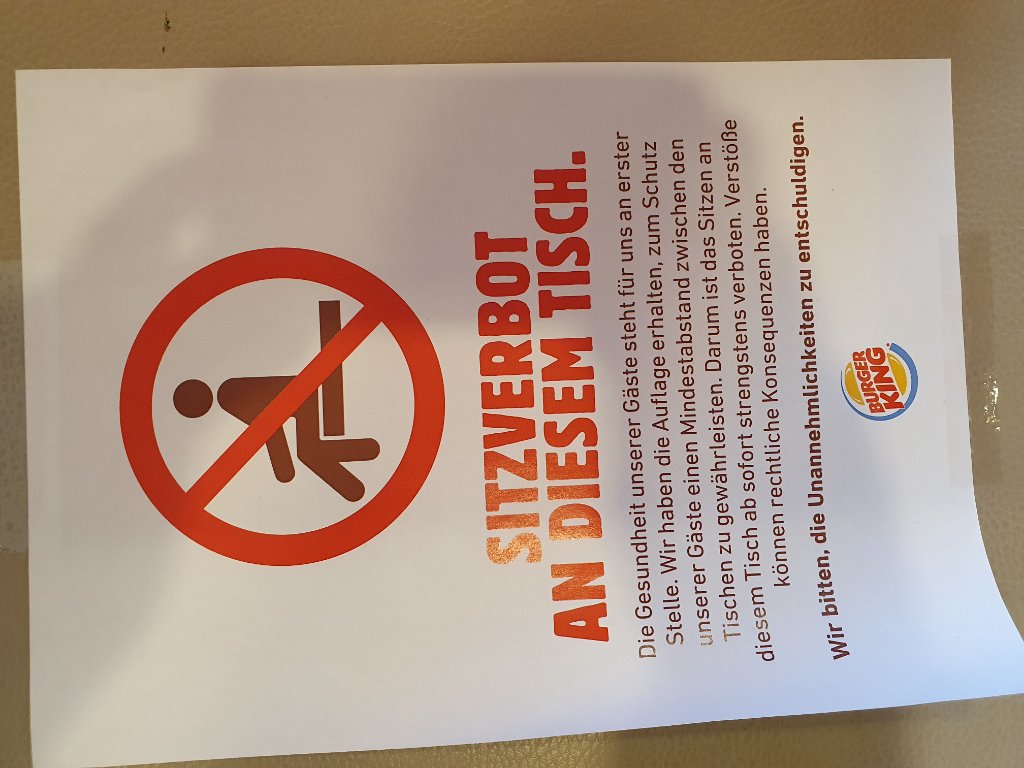 SITZVERBOT
AN DIESEM TISCH.
Die Gesundheit unserer Gäste steht für uns an erster
Stelle. Wir haben die Auflage erhalten, zum Schutz
unserer Gäste einen Mindestabstand zwischen den
Tischen zu gewährleisten. Darum ist das Sitzen an
diesem Tisch ab sofort strengstens verboten. Verstöße
können rechtliche Konsequenzen haben.
Wir bitten, die Unannehmlichkeiten zu entschuldigen.
BURGER
KING